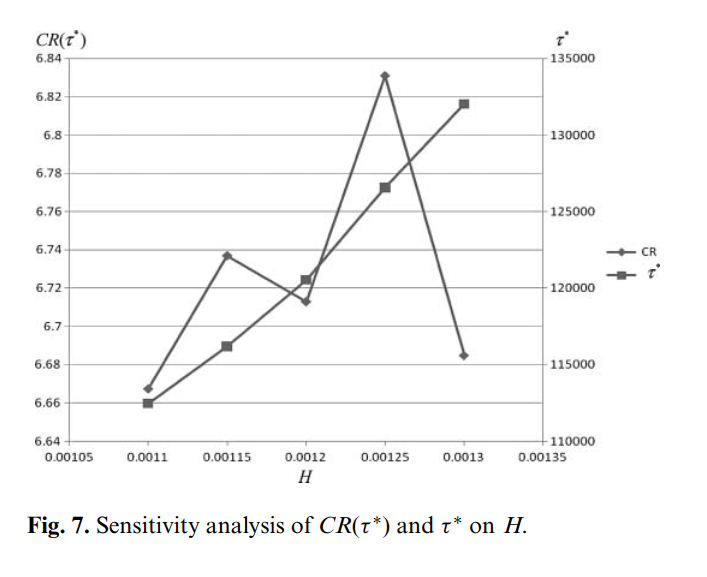 CR(τ*) τ*
6.84 135000
6.82
6.8 130000
6.78
6.76 125000
6.74
CR
τ*
6.72 120000
6.7
6.68 115000
6.66
6.64 110000
0.00105 0.0011 0.00115 0.0012 0.00125 0.0013 0.00135
H
Fig. 7. Sensitivity analysis of CR(τ*) and τ* on H.